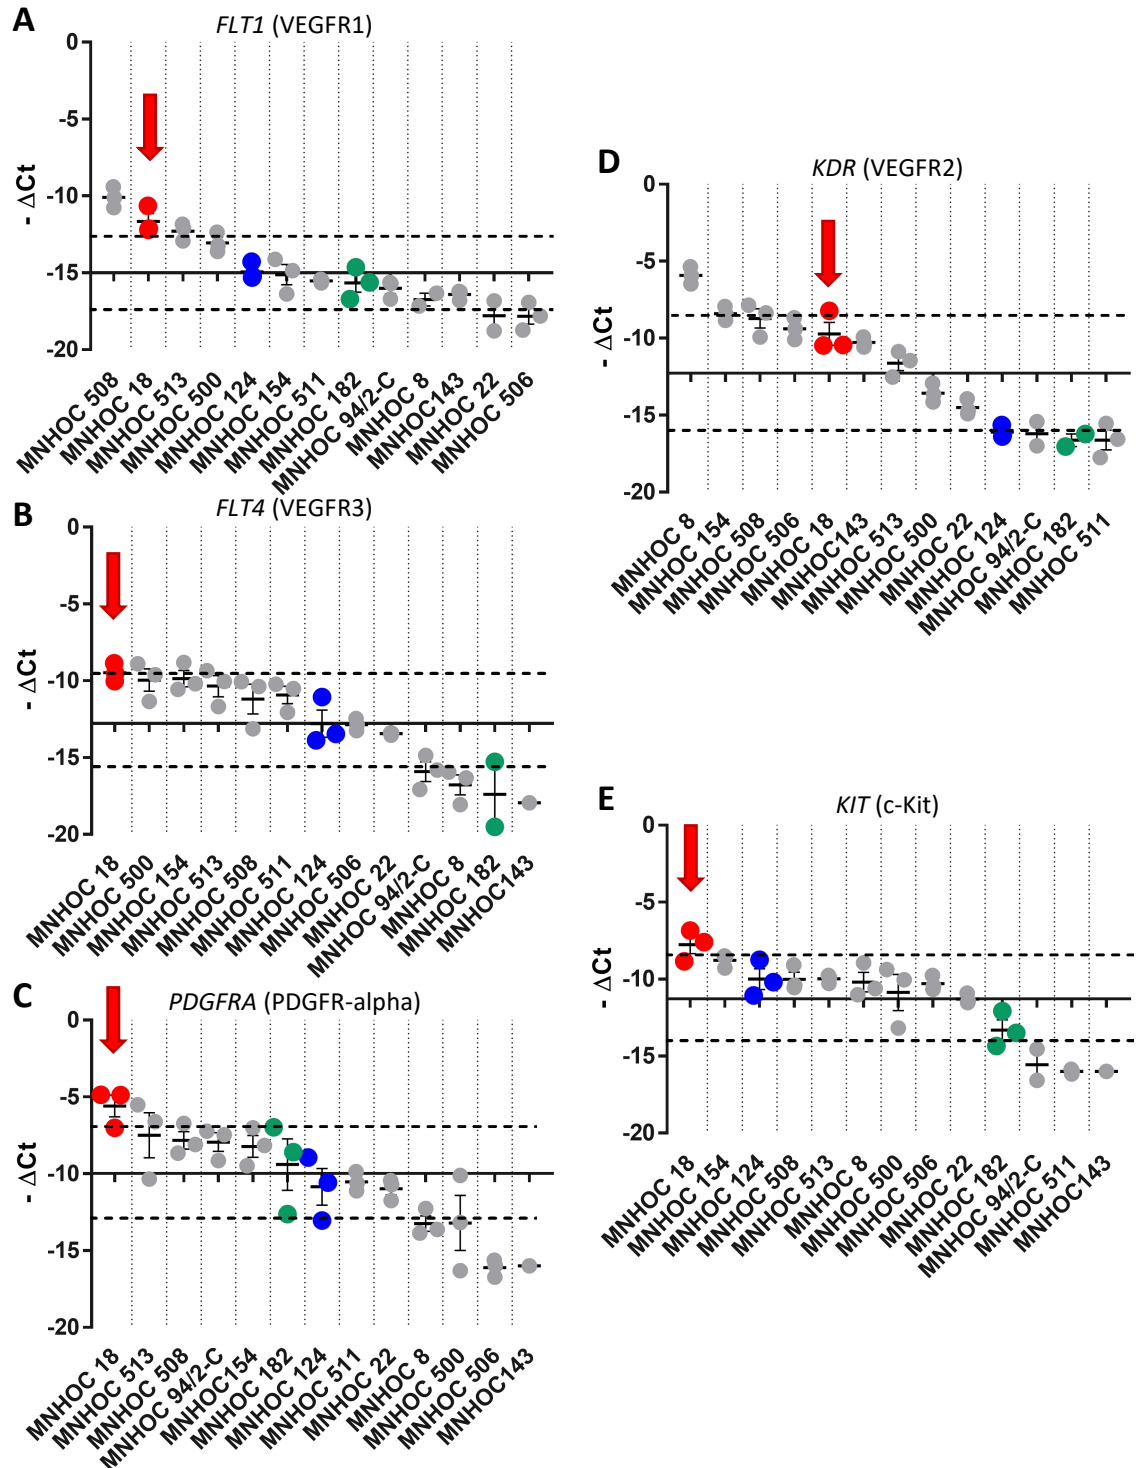 A
FLT1 (VEGFR1)
- ΔCt
0
-5
-10
-15
-20
MNHOC 508
MNHOC 18
MNHOC 513
MNHOC 500
MNHOC 124
MNHOC 154
MNHOC 511
MNHOC 182
MNHOC 94/2-C
MNHOC 8
MNHOC143
MNHOC 22
MNHOC 506
B
FLT4 (VEGFR3)
- ΔCt
0
-5
-10
-15
-20
MNHOC 18
MNHOC 500
MNHOC 154
MNHOC 513
MNHOC 508
MNHOC 511
MNHOC 124
MNHOC 506
MNHOC 22
MNHOC 94/2-C
MNHOC 8
MNHOC 182
MNHOC143
C
PDGFRA (PDGFR-alpha)
- ΔCt
0
-5
-10
-15
-20
MNHOC 18
MNHOC 513
MNHOC 508
MNHOC 94/2-C
MNHOC154
MNHOC 182
MNHOC 124
MNHOC 511
MNHOC 22
MNHOC 8
MNHOC 500
MNHOC 506
MNHOC143
D
KDR (VEGFR2)
- ΔCt
0
-5
-10
-15
-20
MNHOC 8
MNHOC 154
MNHOC 508
MNHOC 506
MNHOC 18
MNHOC143
MNHOC 513
MNHOC 500
MNHOC 22
MNHOC 124
MNHOC 94/2-C
MNHOC 182
MNHOC 511
E
KIT (c-Kit)
- ΔCt
0
-5
-10
-15
-20
MNHOC 18
MNHOC 154
MNHOC 124
MNHOC 508
MNHOC 513
MNHOC 8
MNHOC 500
MNHOC 506
MNHOC 22
MNHOC 182
MNHOC 94/2-C
MNHOC 511
MNHOC143